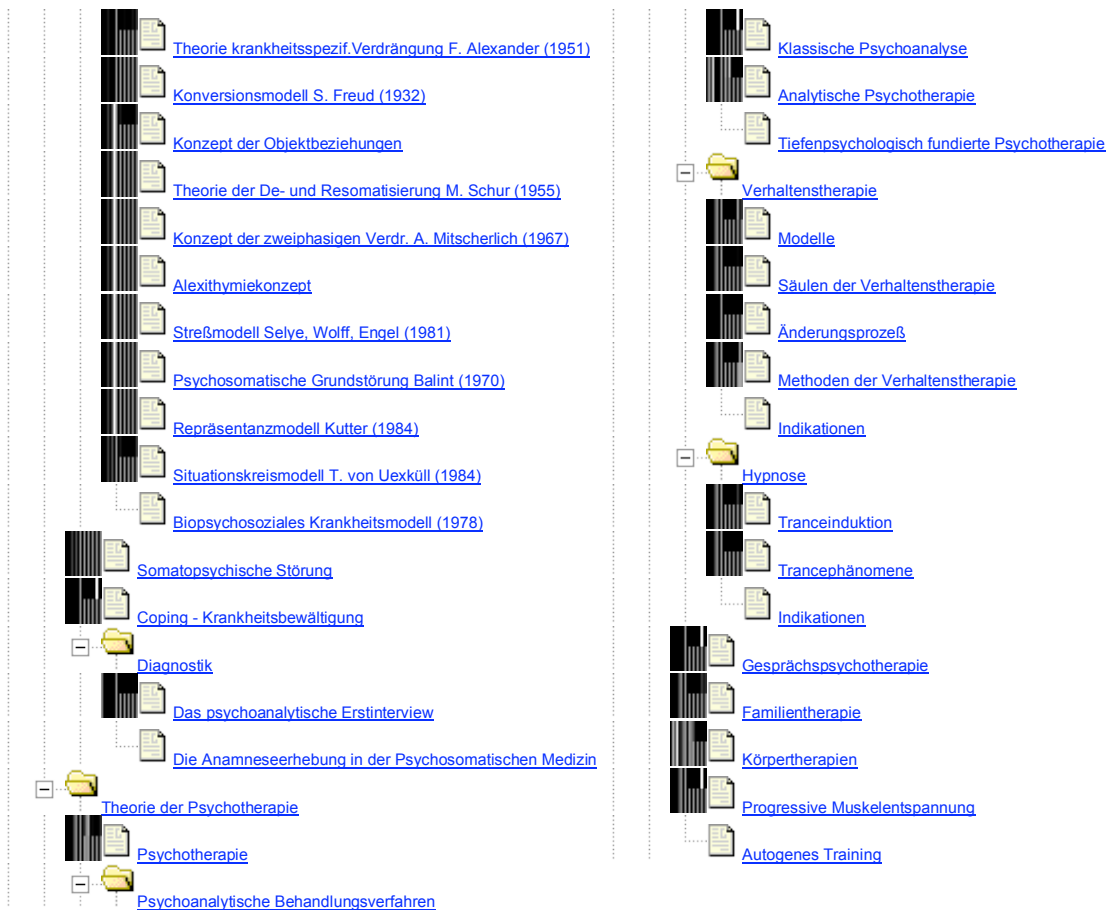 Theorie krankheitsspezif.Verdrängung F. Alexander (1951)
Konversionsmodell S. Freud (1932)
Konzept der Objektbeziehungen
Theorie der De- und Resomatisierung M. Schur (1955)
Konzept der zweiphasigen Verdr. A. Mitscherlich (1967)
Alexithymiekonzept
Streßmodell Selye, Wolff, Engel (1981)
Psychosomatische Grundstörung Balint (1970)
Repräsentanzmodell Kutter (1984)
Situationskreismodell T. von Uexküll (1984)
Biopsychosoziales Krankheitsmodell (1978)
Somatopsychische Störung
Coping - Krankheitsbewältigung
Diagnostik
Das psychoanalytische Erstinterview
Die Anamneseerhebung in der Psychosomatischen Medizin
Theorie der Psychotherapie
Psychotherapie
Psychoanalytische Behandlungsverfahren
Klassische Psychoanalyse
Analytische Psychotherapie
Tiefenpsychologisch fundierte Psychotherapie
Verhaltenstherapie
Modelle
Säulen der Verhaltenstherapie
Änderungsprozeß
Methoden der Verhaltenstherapie
Indikationen
Hypnose
Tranceinduktion
Trancephänomene
Indikationen
Gesprächspsychotherapie
Familientherapie
Körpertherapien
Progressive Muskelentspannung
Autogenes Training